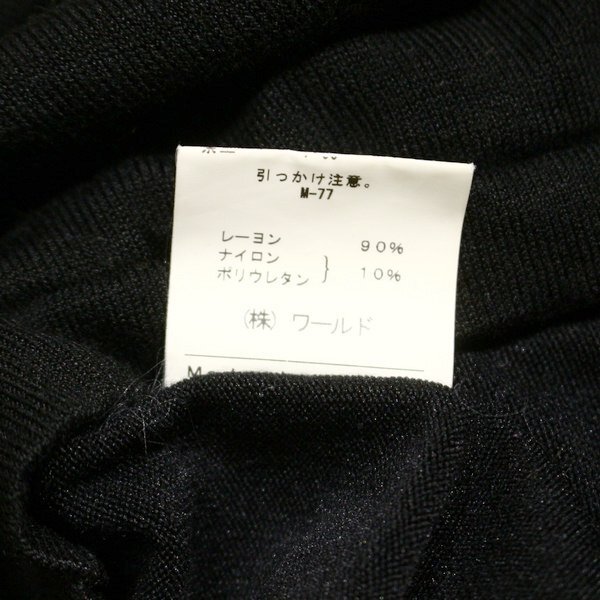 引っかけ注意。
M-77
レーヨン 90%
ナイロン
ポリウレタン } 10%
(株) ワールド